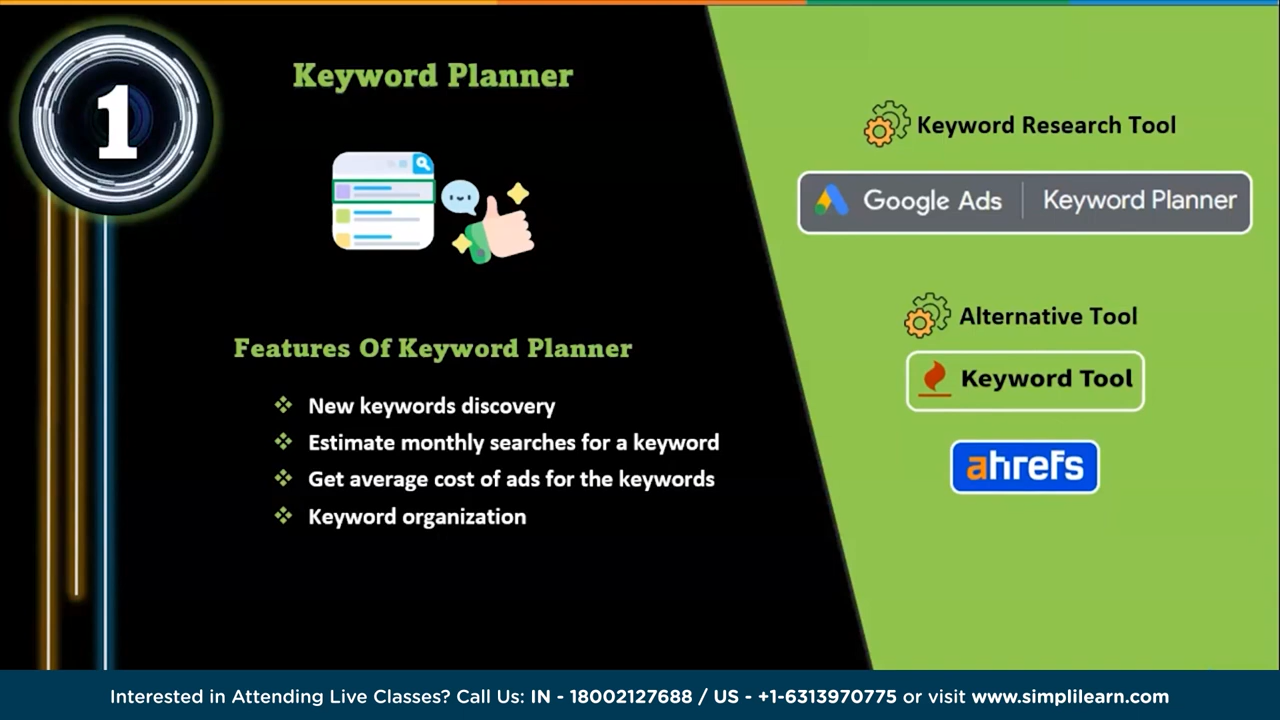 1
Keyword Planner
Features Of Keyword Planner
New keywords discovery
Estimate monthly searches for a keyword
Get average cost of ads for the keywords
Keyword organization
Keyword Research Tool
Google Ads | Keyword Planner
Alternative Tool
Keyword Tool
ahrefs
Interested in Attending Live Classes? Call Us: IN - 18002127688 / US - +1-6313970775 or visit www.simplilearn.com